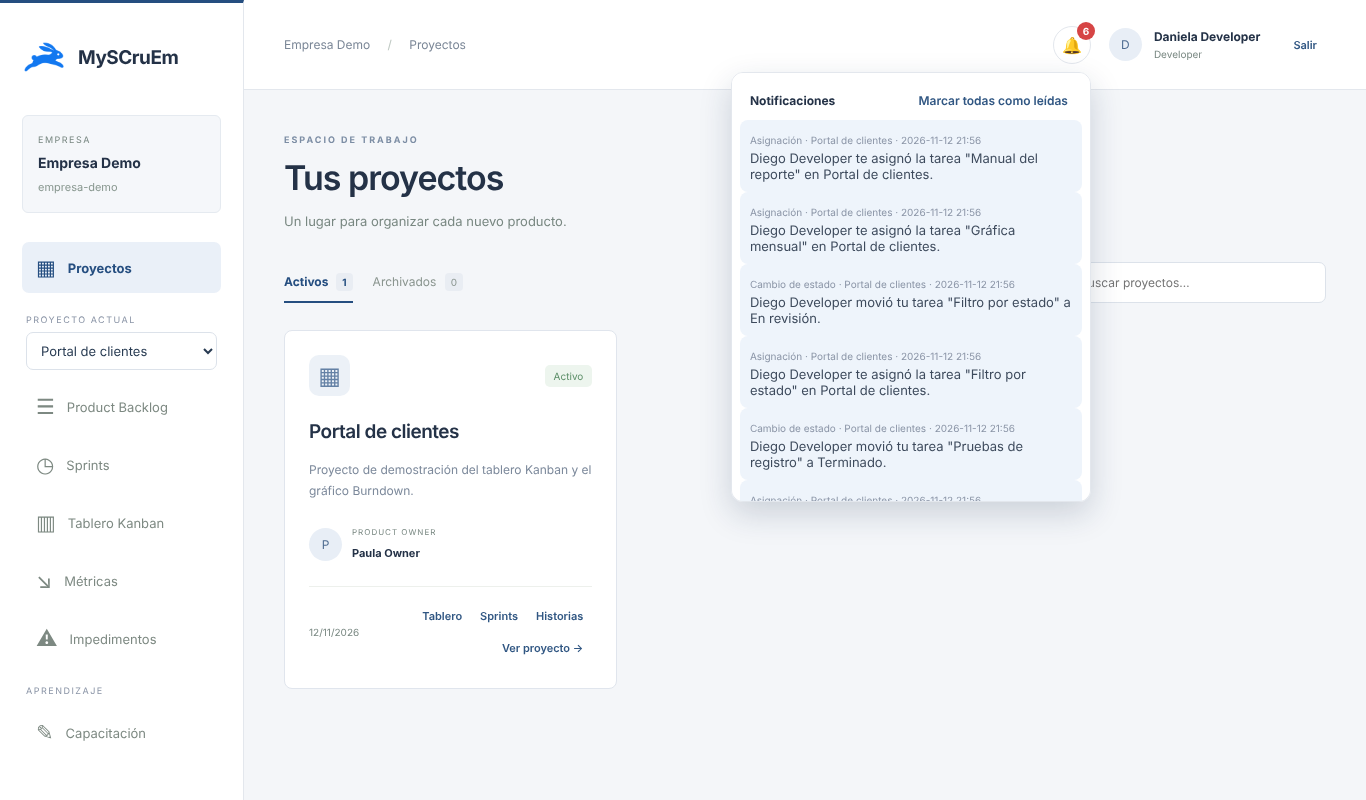 MySCruEm
EMPRESA
Empresa Demo
empresa-demo
Proyectos
PROYECTO ACTUAL
Portal de clientes
Product Backlog
Sprints
Tablero Kanban
Métricas
Impedimentos
APRENDIZAJE
Capacitación
Empresa Demo / Proyectos
6
D
Daniela Developer
Developer
Salir
ESPACIO DE TRABAJO
Tus proyectos
Un lugar para organizar cada nuevo producto.
Activos 1 Archivados 0
uscar proyectos...
Activo
Portal de clientes
Proyecto de demostración del tablero Kanban y el
gráfico Burndown.
P
PRODUCT OWNER
Paula Owner
12/11/2026
Tablero Sprints Historias
Ver proyecto →
Notificaciones Marcar todas como leídas
Asignación · Portal de clientes · 2026-11-12 21:56
Diego Developer te asignó la tarea "Manual del
reporte" en Portal de clientes.
Asignación · Portal de clientes · 2026-11-12 21:56
Diego Developer te asignó la tarea "Gráfica
mensual" en Portal de clientes.
Cambio de estado · Portal de clientes · 2026-11-12 21:56
Diego Developer movió tu tarea "Filtro por estado" a
En revisión.
Asignación · Portal de clientes · 2026-11-12 21:56
Diego Developer te asignó la tarea "Filtro por
estado" en Portal de clientes.
Cambio de estado · Portal de clientes · 2026-11-12 21:56
Diego Developer movió tu tarea "Pruebas de
registro" a Terminado.
Asignación · Portal de clientes · 2026-11-12 21:56